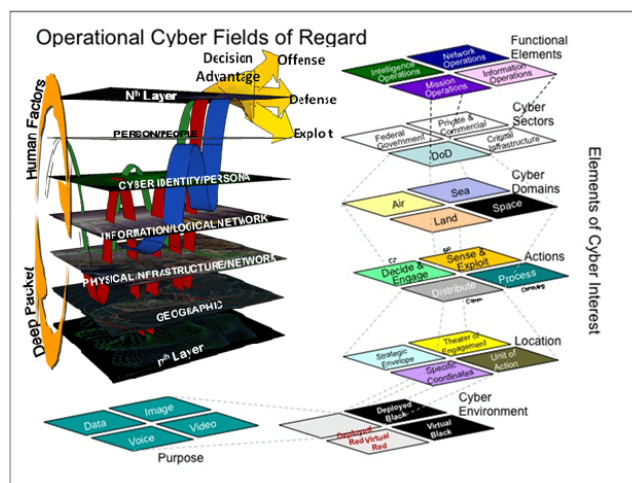 Operational Cyber Fields of Regard
Decision
Advantage
Offense
Defense
Exploit
Human Factors
Deep Packet
Nth Layer
PERSON/PEOPLE
CYBER IDENTITY/PERSONA
INFORMATION/LOGICAL NETWORK
PHYSICAL INFRASTRUCTURE/NETWORK
GEOGRAPHIC
nth Layer
Network
Operations
Intelligence
Operations
Information
Operations
Mission
Operations
Functional
Elements
Private &
Commercial
Federal
Government
Critical
Infrastructure
DoD
Cyber
Sectors
Air
Sea
Land
Space
Cyber
Domains
Decide &
Engage
Sense &
Exploit
Distribute
Process
Actions
Theater of
Engagement
Strategic
Envelope
Specific
Coordinates
Unit of
Action
Location
Elements of Cyber Interest
Data
Image
Voice
Video
Purpose
Deployed
Black
Deployed
Red
Virtual
Red
Virtual
Black
Cyber
Environment